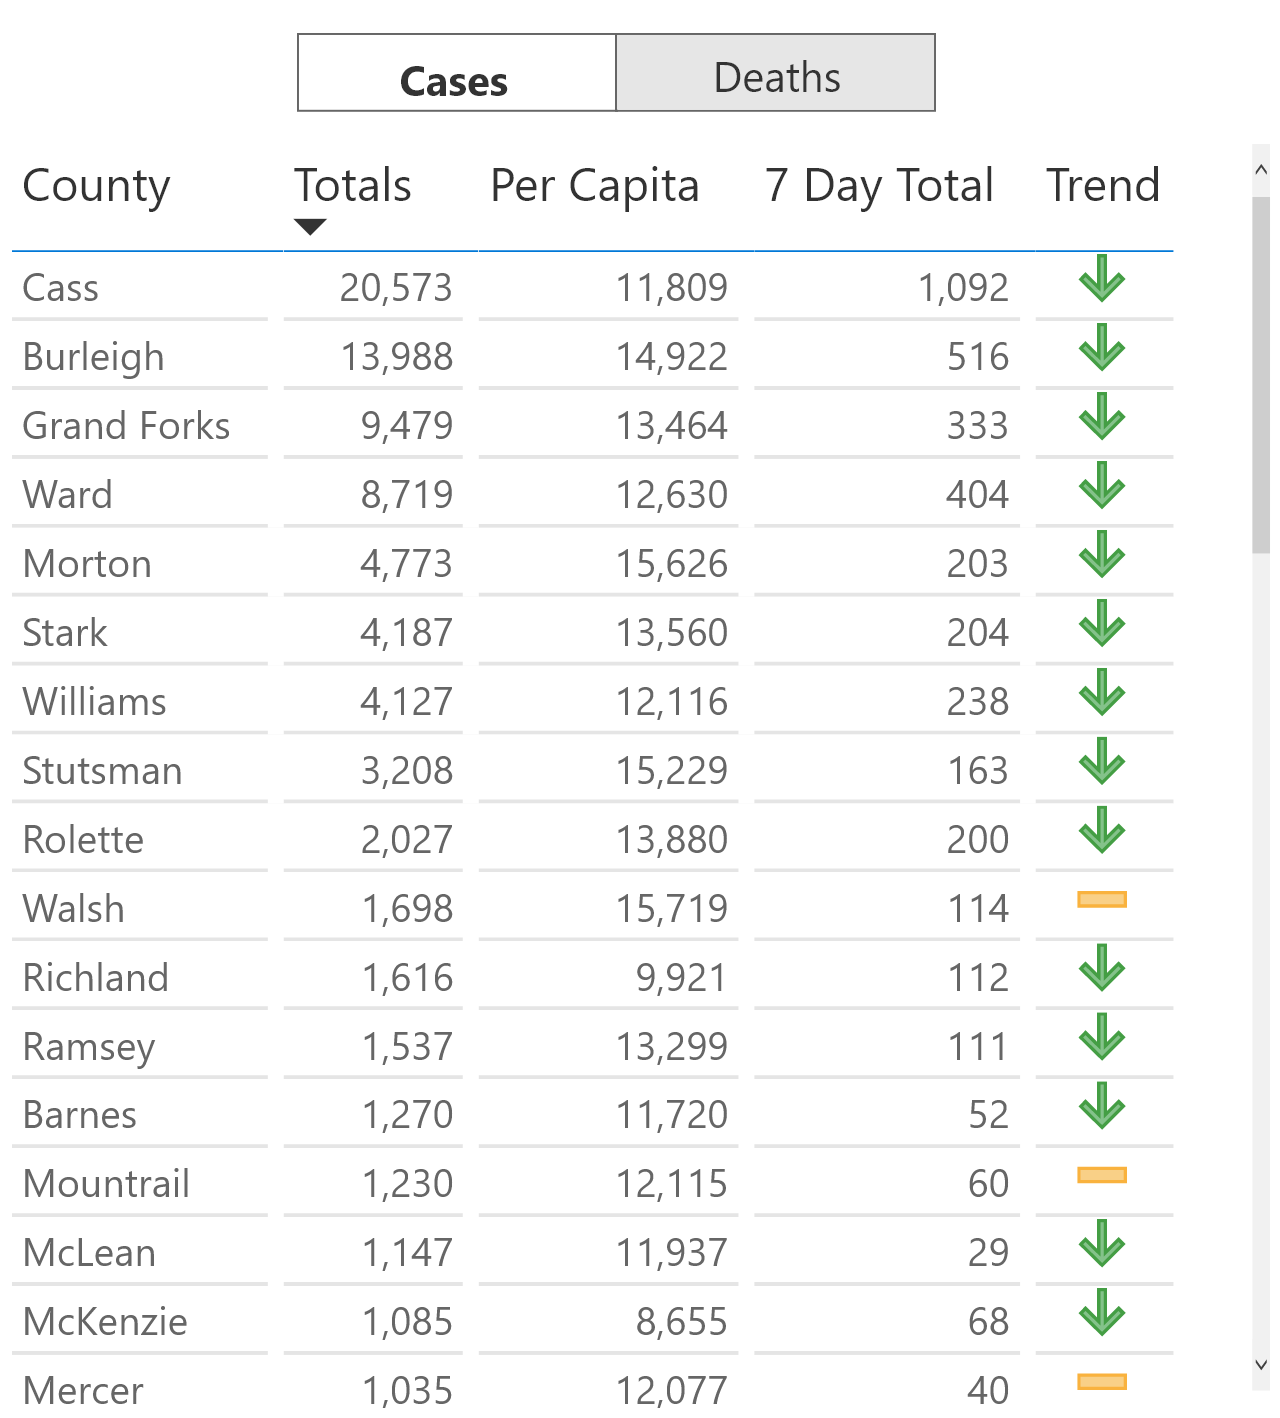 Cases Deaths
County Totals Per Capita 7 Day Total Trend
Cass 20,573 11,809 1,092
Burleigh 13,988 14,922 516
Grand Forks 9,479 13,464 333
Ward 8,719 12,630 404
Morton 4,773 15,626 203
Stark 4,187 13,560 204
Williams 4,127 12,116 238
Stutsman 3,208 15,229 163
Rolette 2,027 13,880 200
Walsh 1,698 15,719 114
Richland 1,616 9,921 112
Ramsey 1,537 13,299 111
Barnes 1,270 11,720 52
Mountrail 1,230 12,115 60
McLean 1,147 11,937 29
McKenzie 1,085 8,655 68
Mercer 1,035 12,077 40